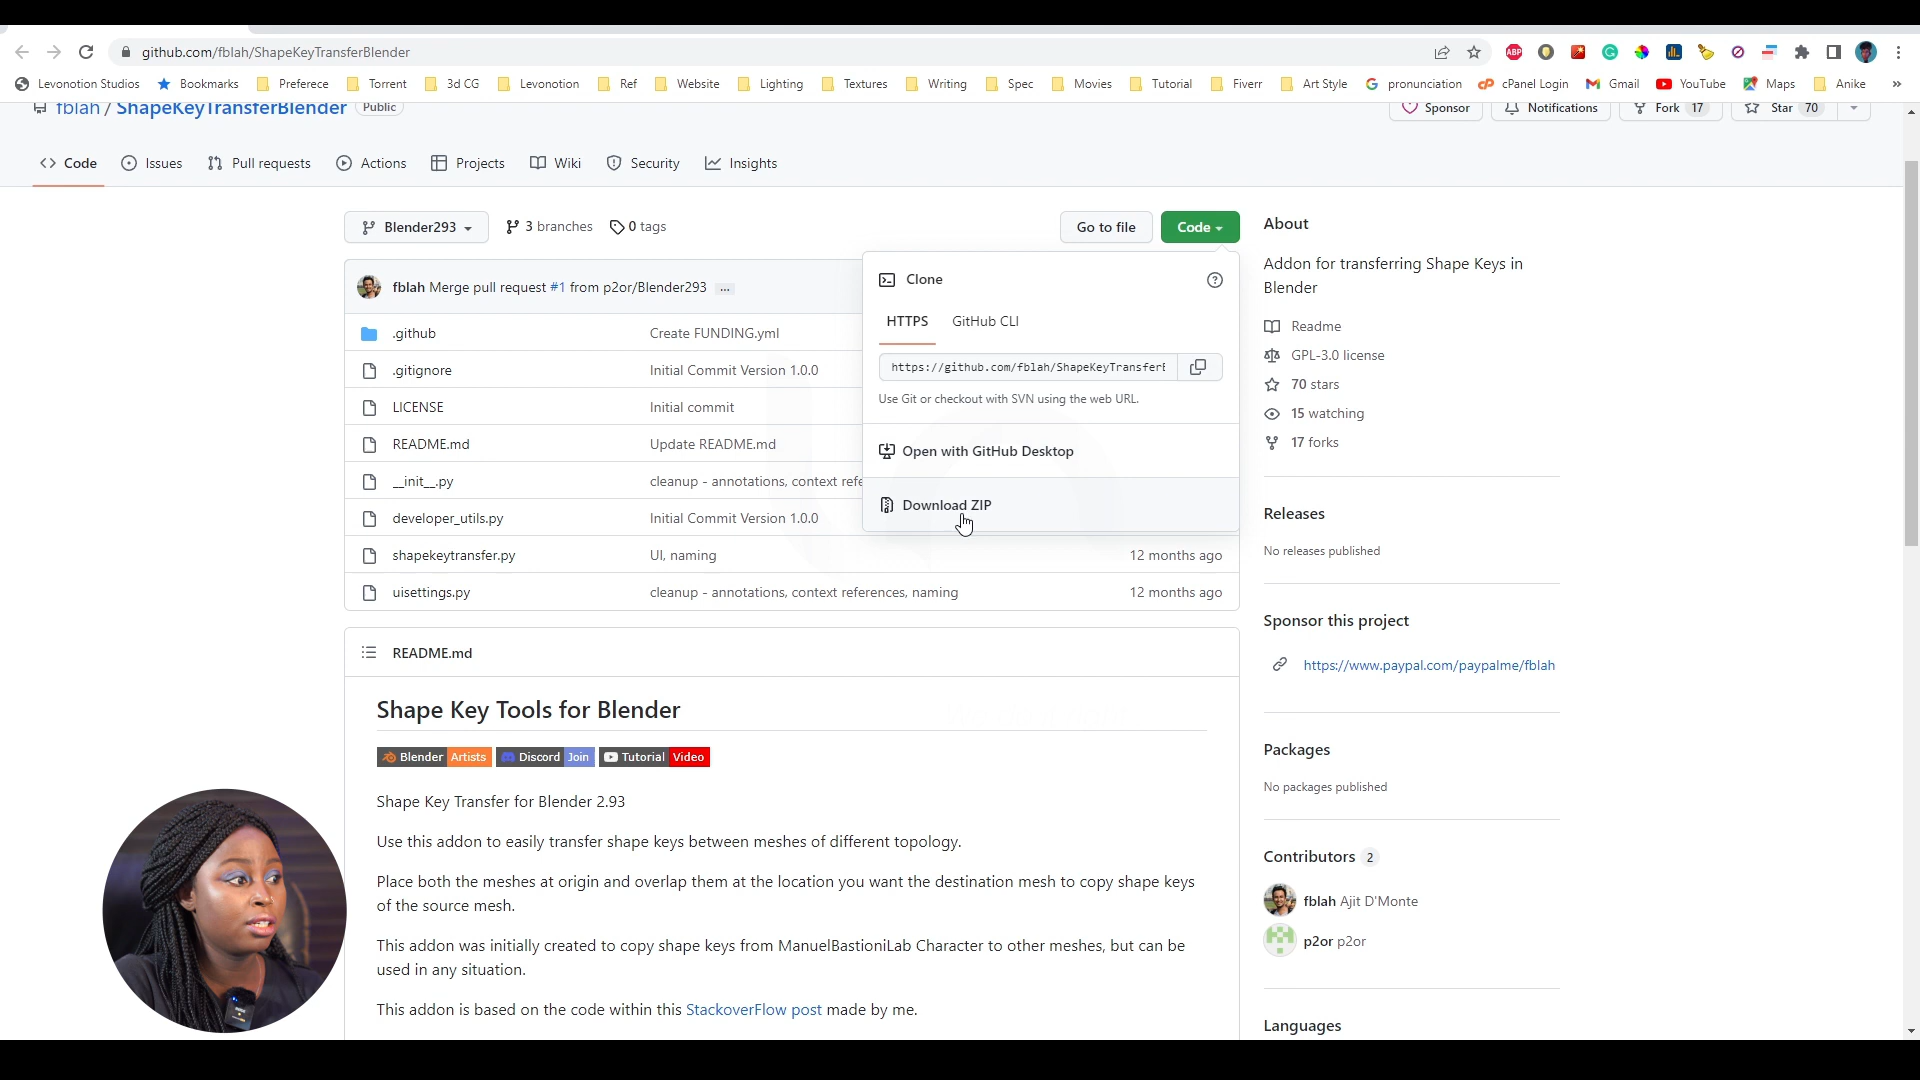 github.com/fblah/ShapeKeyTransferBlender
ABP
Levonotion Studios Bookmarks Preferece Torrent 3d CG Levonotion Ref Website Lighting Textures Writing Spec Movies Tutorial Fiverr Art Style pronunciation cPanel Login Gmail YouTube Maps Anike »
fblah / ShapeKeyTransferBlender Public
Sponsor Notifications Fork 17 Star 70
Code Issues Pull requests Actions Projects Wiki Security Insights
Blender293 3 branches 0 tags Go to file Code
fblah Merge pull request #1 from p2or/Blender293 ...
.github Create FUNDING.yml
.gitignore Initial Commit Version 1.0.0
LICENSE Initial commit
README.md Update README.md
__init__.py cleanup - annotations, context refe
developer_utils.py Initial Commit Version 1.0.0
shapekeytransfer.py UI, naming 12 months ago
uisettings.py cleanup - annotations, context references, naming 12 months ago
Clone
HTTPS GitHub CLI
https://github.com/fblah/ShapeKeyTransfer
Use Git or checkout with SVN using the web URL.
Open with GitHub Desktop
Download ZIP
README.md
Shape Key Tools for Blender
Blender Artists Discord Join Tutorial Video
Shape Key Transfer for Blender 2.93
Use this addon to easily transfer shape keys between meshes of different topology.
Place both the meshes at origin and overlap them at the location you want the destination mesh to copy shape keys
of the source mesh.
This addon was initially created to copy shape keys from ManuelBastioniLab Character to other meshes, but can be
used in any situation.
This addon is based on the code within this StackoverFlow post made by me.
About
Addon for transferring Shape Keys in
Blender
Readme
GPL-3.0 license
70 stars
15 watching
17 forks
Releases
No releases published
Sponsor this project
https://www.paypal.com/paypalme/fblah
Packages
No packages published
Contributors 2
fblah Ajit D'Monte
p2or p2or
Languages